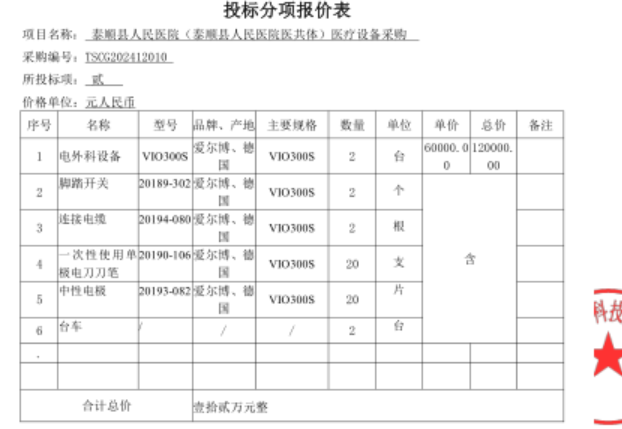 投标分项报价表
项目名称: 泰顺县人民医院（泰顺县人民医院医共体）医疗设备采购
采购编号: TSCG202412010
所投标项: 贰
价格单位: 元人民币
序号 名称 型号 品牌、产地 主要规格 数量 单位 单价 总价 备注
1 电外科设备 VIO300S 爱尔博、德国 VIO300S 2 台 60000.00 120000.00
2 脚踏开关 20189-302 爱尔博、德国 VIO300S 2 个 含
3 连接电缆 20194-080 爱尔博、德国 VIO300S 2 根
4 一次性使用单极电刀刀笔 20190-106 爱尔博、德国 VIO300S 20 支
5 中性电极 20193-082 爱尔博、德国 VIO300S 20 片
6 台车 / / / 2 台
.
合计总价 壹拾贰万元整
科技